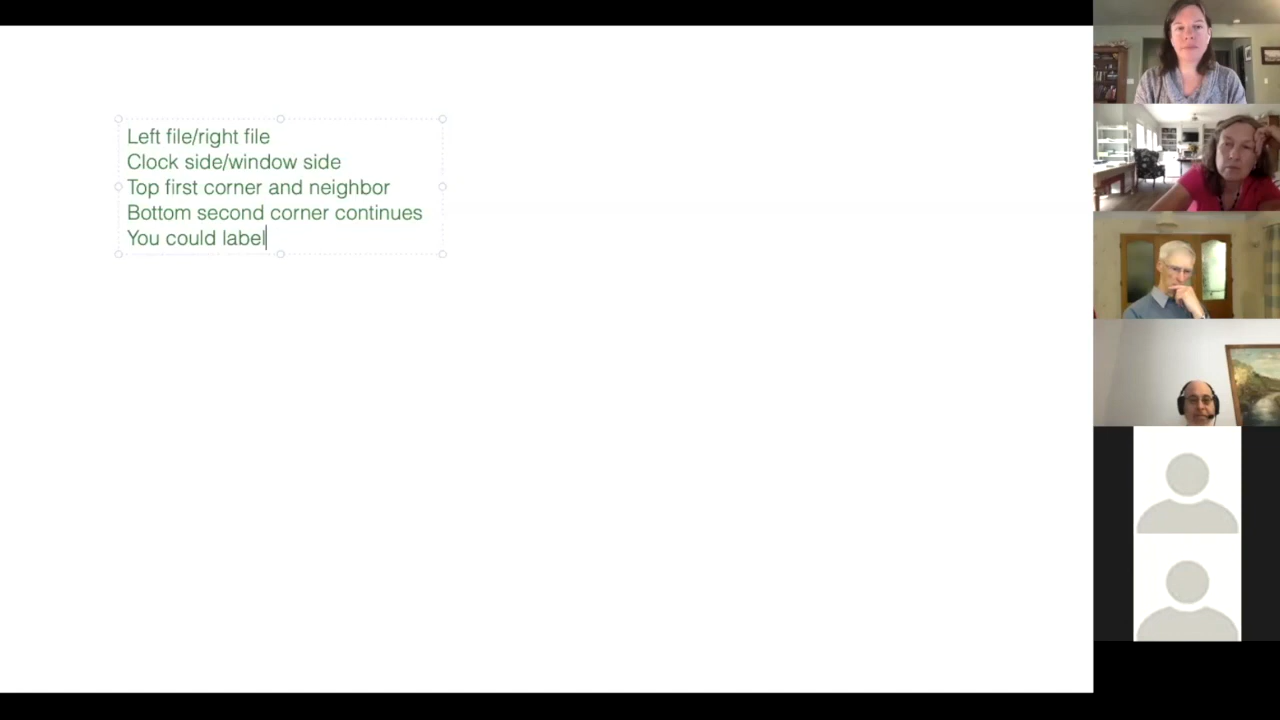 Left file/right file
Clock side/window side
Top first corner and neighbor
Bottom second corner continues
You could label